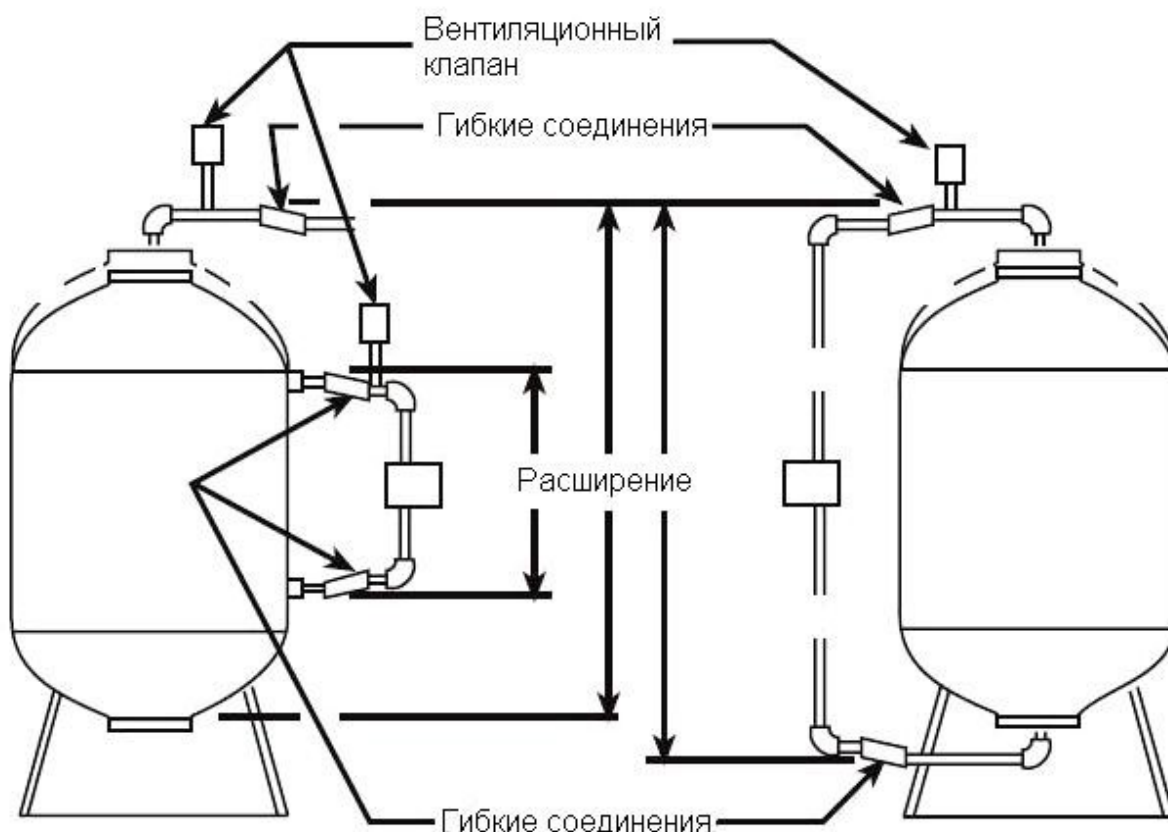 Вентиляционный
клапан
Гибкие соединения
Расширение
Гибкие соединения